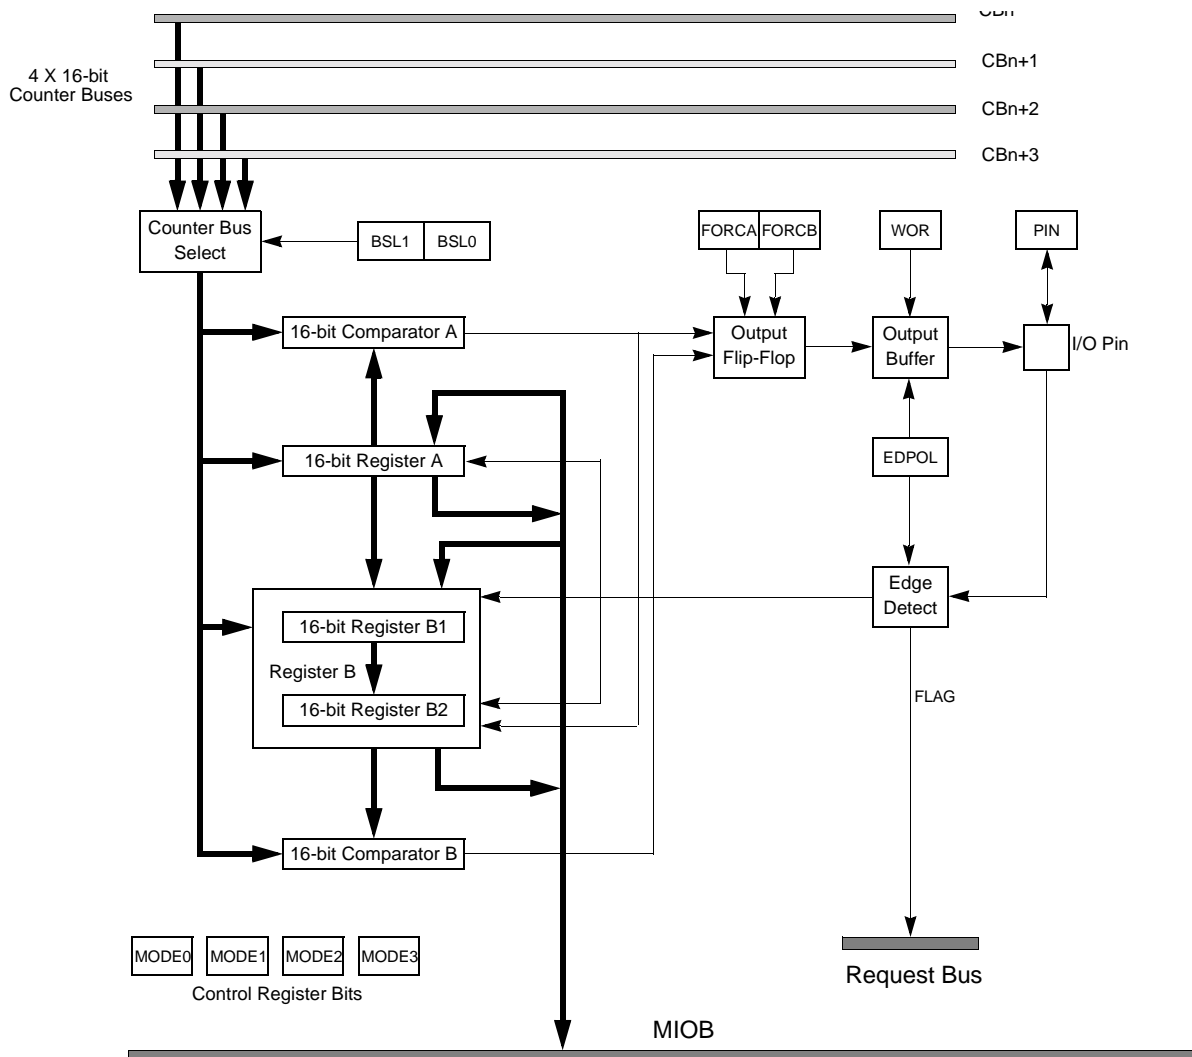 CBn
4 X 16-bit
Counter Buses
CBn+1
CBn+2
CBn+3
Counter Bus
Select
BSL1 BSL0
FORCA FORCB
WOR
PIN
16-bit Comparator A
Output
Flip-Flop
Output
Buffer
I/O Pin
16-bit Register A
EDPOL
Edge
Detect
16-bit Register B1
Register B
16-bit Register B2
FLAG
16-bit Comparator B
MODE0 MODE1 MODE2 MODE3
Control Register Bits
Request Bus
MIOB